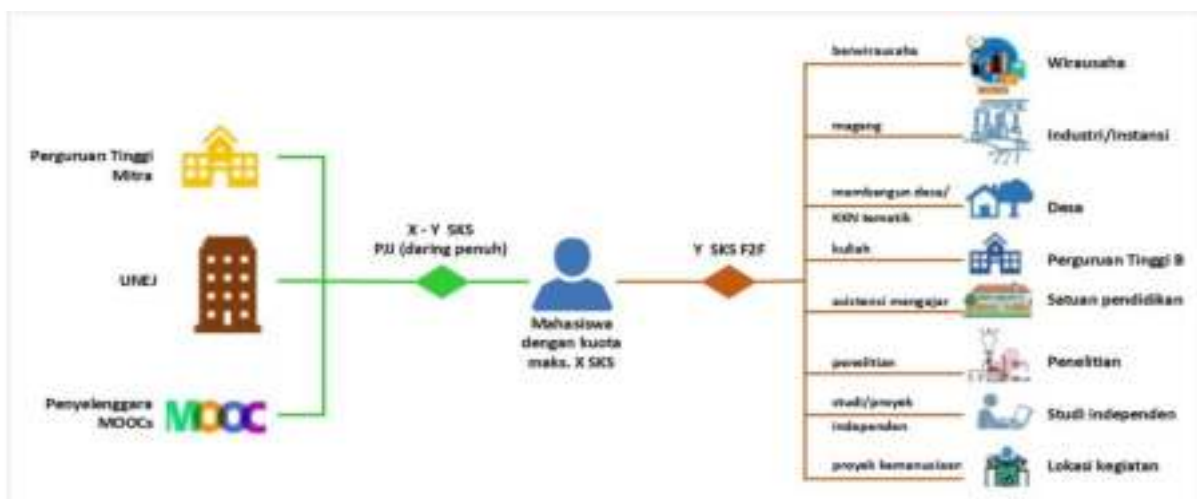 Perguruan Tinggi
Mitra
UNEJ
Penyelenggara
MOOCs
MOOC
X - Y SKS
PJJ (daring penuh)
Mahasiswa
dengan kuota
maks. X SKS
Y SKS F2F
berwirausaha
Wirausaha
magang
Industri/Instansi
membangun desa/
KKN tematik
Desa
kuliah
Perguruan Tinggi B
asistensi mengajar
Satuan pendidikan
penelitian
Penelitian
studi/proyek
independen
Studi independen
proyek kemanusiaan
Lokasi kegiatan